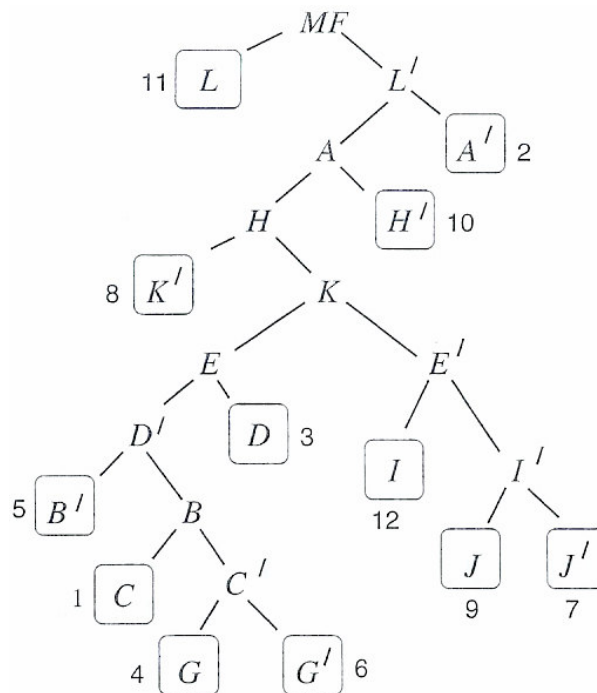 MF
11 L L′
A A′ 2
H H′ 10
8 K′ K
E E′
D′ D 3 I I′
5 B′ B 12
1 C C′ J J′
9 7
4 G G′ 6